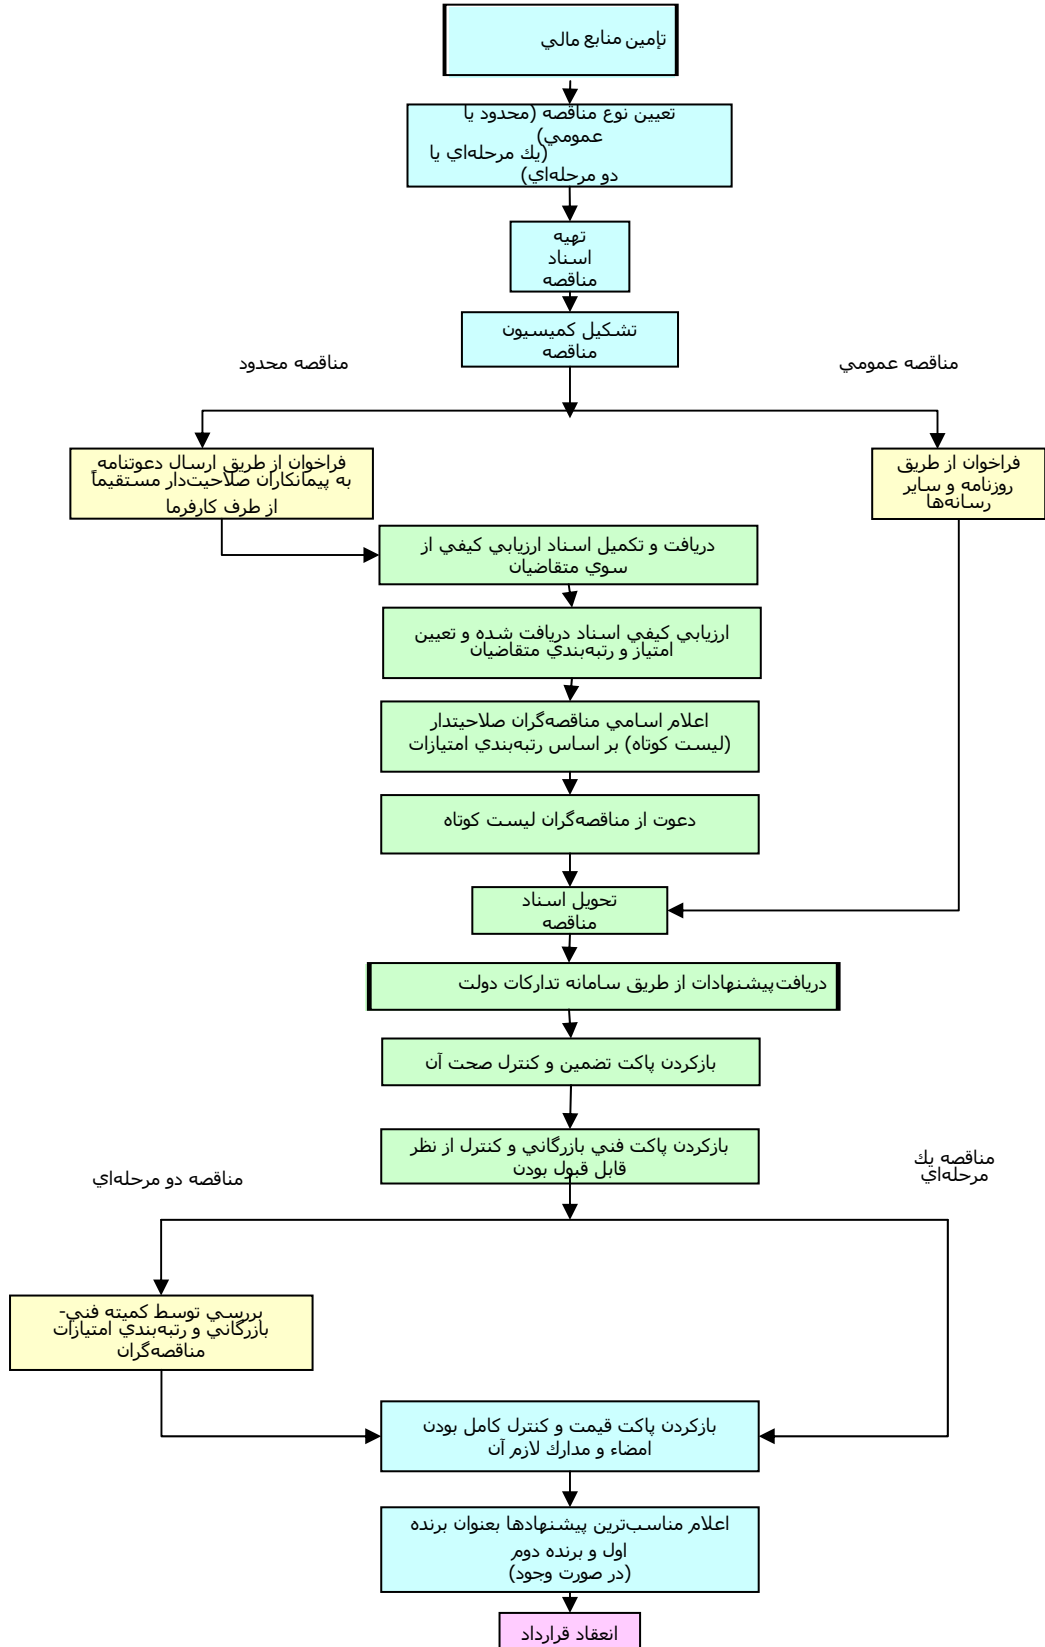 تإمين منابع مالي
تعيين نوع مناقصه (محدود يا
عمومي)
(يك مرحله‌اي يا
دو مرحله‌اي)
تهيه
اسناد
مناقصه
تشكيل كميسيون
مناقصه
مناقصه عمومي
مناقصه محدود
فراخوان از طريق
روزنامه و ساير
رسانه‌ها
فراخوان از طريق ارسال دعوتنامه
به پيمانكاران صلاحيت‌دار مستقيماً
از طرف كارفرما
دريافت و تكميل اسناد ارزيابي كيفي از
سوي متقاضيان
ارزيابي كيفي اسناد دريافت شده و تعيين
امتياز و رتبه‌بندي متقاضيان
اعلام اسامي مناقصه‌گران صلاحيتدار
(ليست كوتاه) بر اساس رتبه‌بندي امتيازات
دعوت از مناقصه‌گران ليست كوتاه
تحويل اسناد
مناقصه
دريافت پيشنهادات از طريق سامانه تداركات دولت
بازكردن پاكت تضمين و كنترل صحت آن
بازكردن پاكت فني بازرگاني و كنترل از نظر
قابل قبول بودن
مناقصه يك
مرحله‌اي
مناقصه دو مرحله‌اي
بررسي توسط كميته فني-
بازرگاني و رتبه‌بندي امتيازات
مناقصه‌گران
بازكردن پاكت قيمت و كنترل كامل بودن
امضاء و مدارك لازم آن
اعلام مناسب‌ترين پيشنهادها بعنوان برنده
اول و برنده دوم
(در صورت وجود)
انعقاد قرارداد